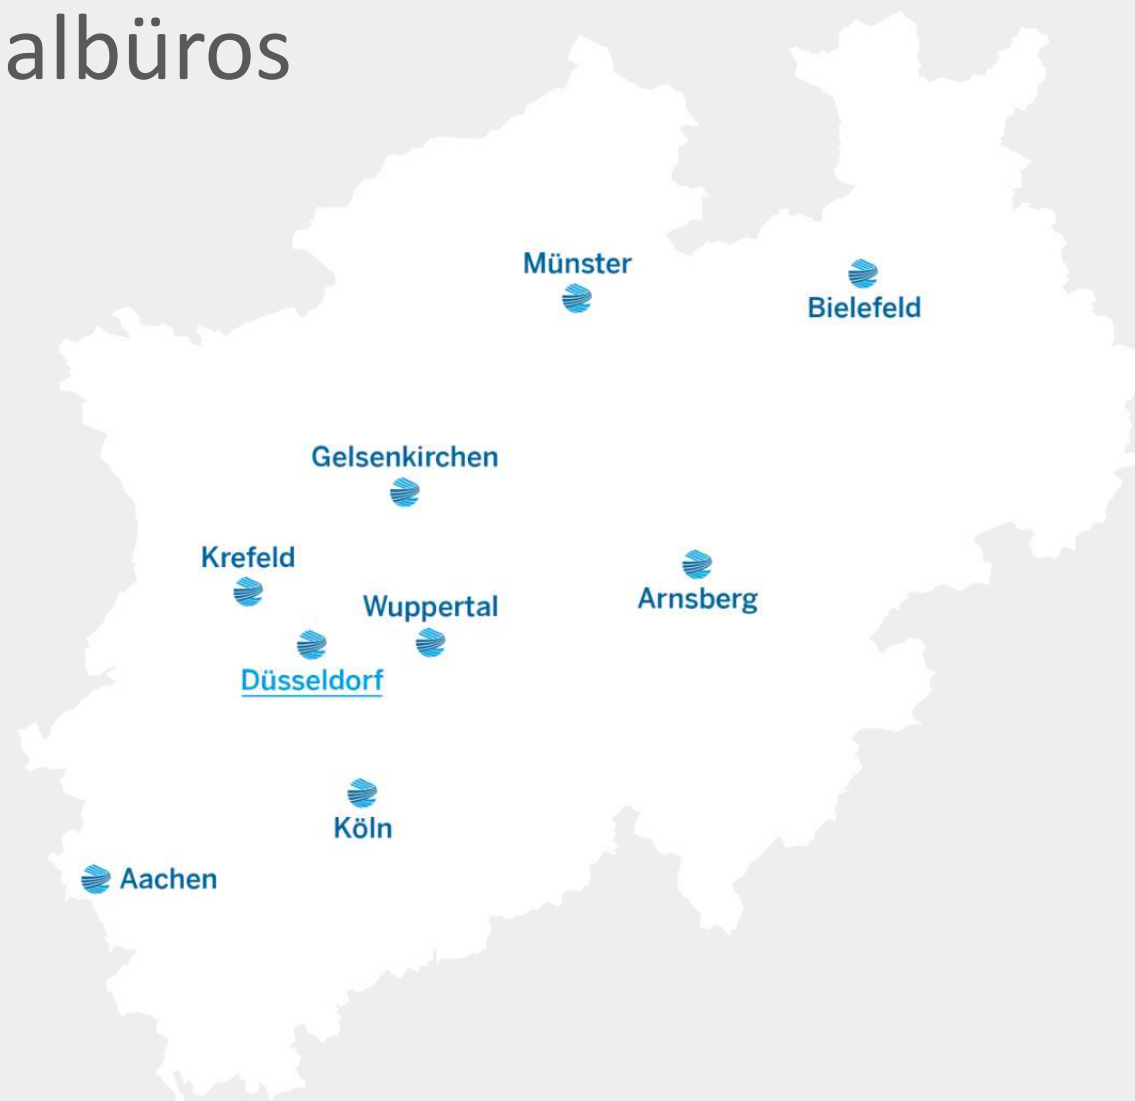 albüros
Münster
Bielefeld
Gelsenkirchen
Krefeld
Wuppertal
Arnsberg
Düsseldorf
Köln
Aachen